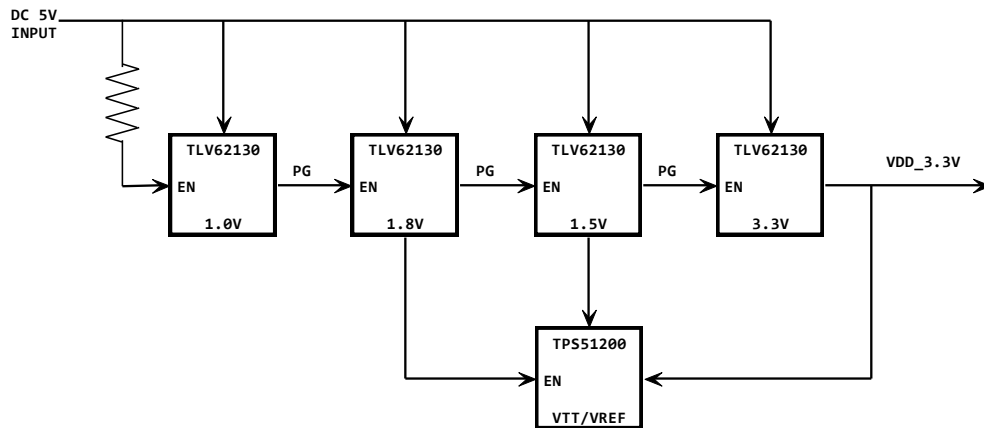 DC 5V
INPUT
TLV62130
EN
1.0V
PG
TLV62130
EN
1.8V
PG
TLV62130
EN
1.5V
PG
TLV62130
3.3V
VDD_3.3V
TPS51200
EN
VTT/VREF